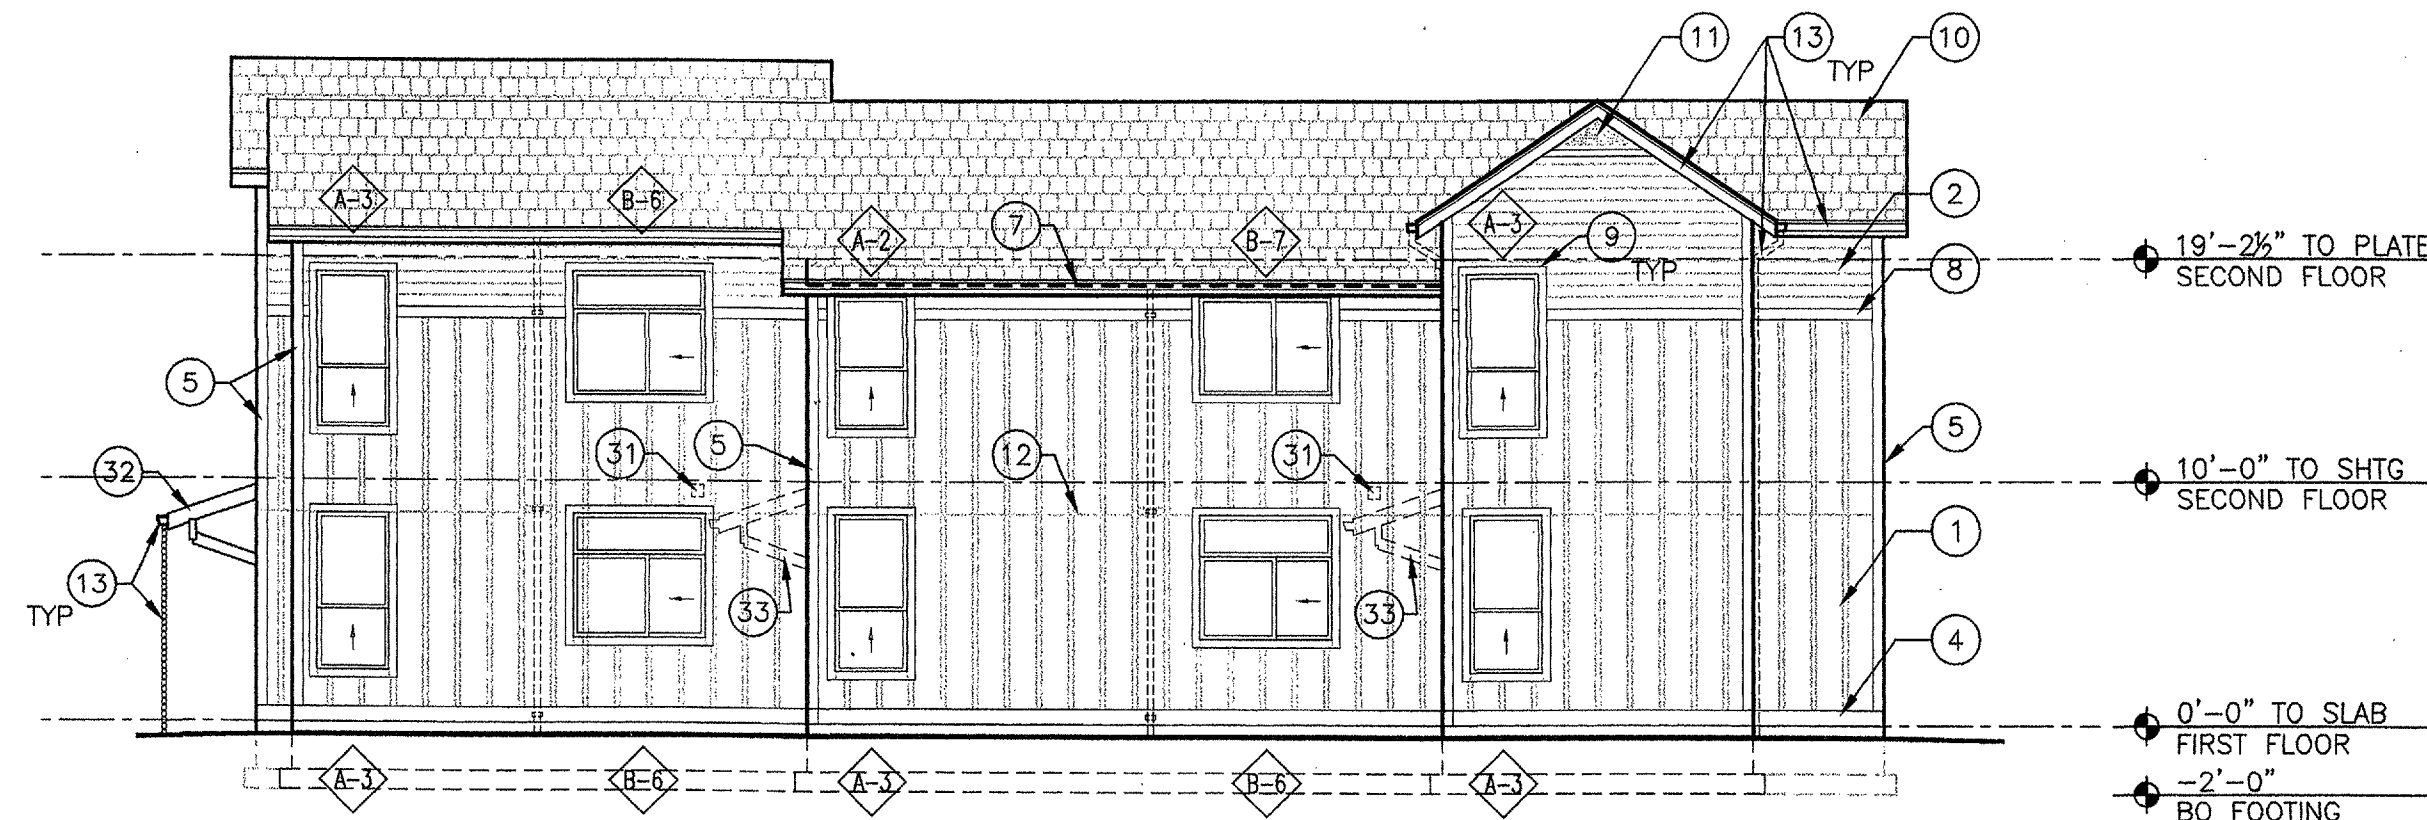 11
13
10
TYP
A-3
B-6
A-2
7
B-7
A-3
9
TYP
2
8
19'-2½" TO PLATE
SECOND FLOOR
5
32
31
5
12
31
5
10'-0" TO SHTG
SECOND FLOOR
1
13
TYP
33
33
4
0'-0" TO SLAB
FIRST FLOOR
A-3
B-6
A-3
B-6
A-3
-2'-0"
BO FOOTING